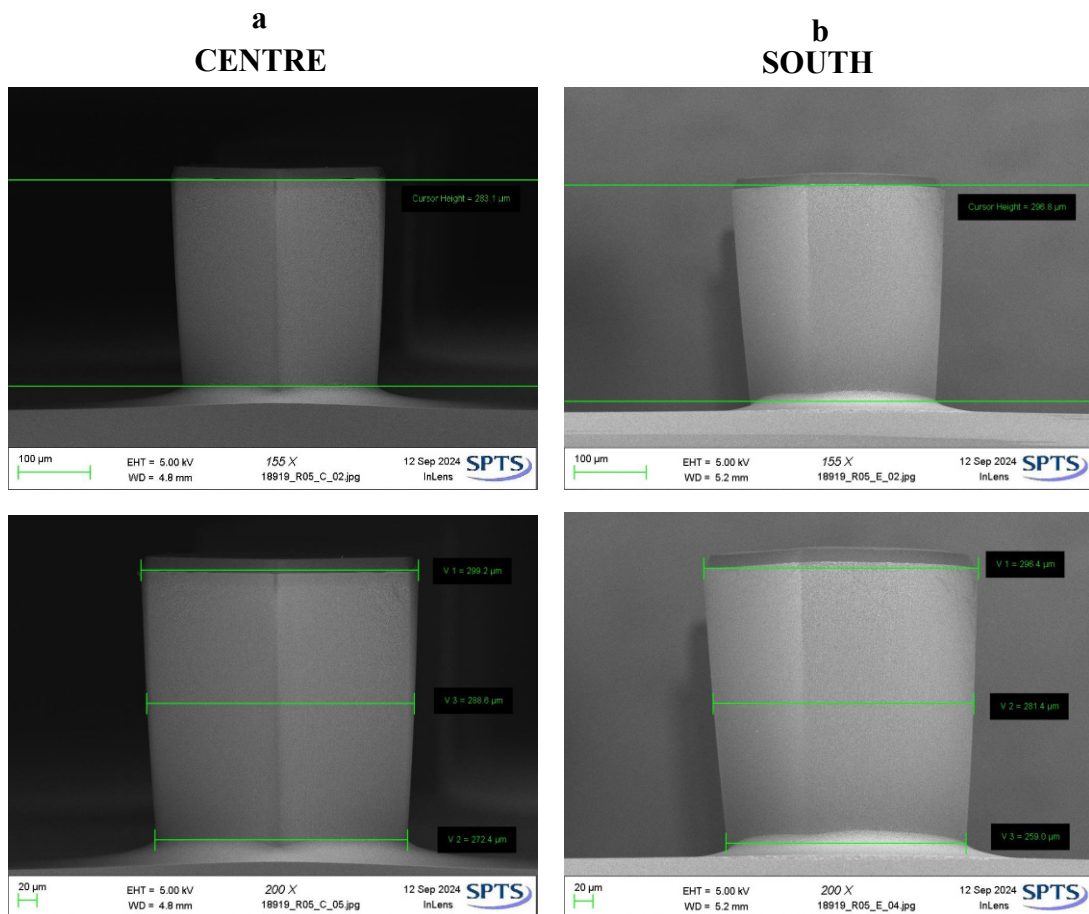 a
CENTRE
b
SOUTH
Cursor Height = 283.1 µm
100 µm
EHT = 5.00 kV
WD = 4.8 mm
155 X
18919_R05_C_02.jpg
12 Sep 2024
InLens
SPTS
Cursor Height = 296.8 µm
100 µm
EHT = 5.00 kV
WD = 5.2 mm
155 X
18919_R05_E_02.jpg
12 Sep 2024
InLens
SPTS
V 1 = 299.2 µm
V 3 = 288.6 µm
V 2 = 272.4 µm
20 µm
EHT = 5.00 kV
WD = 4.8 mm
200 X
18919_R05_C_05.jpg
12 Sep 2024
InLens
SPTS
V 1 = 296.4 µm
V 2 = 281.4 µm
V 3 = 259.0 µm
20 µm
EHT = 5.00 kV
WD = 5.2 mm
200 X
18919_R05_E_04.jpg
12 Sep 2024
InLens
SPTS